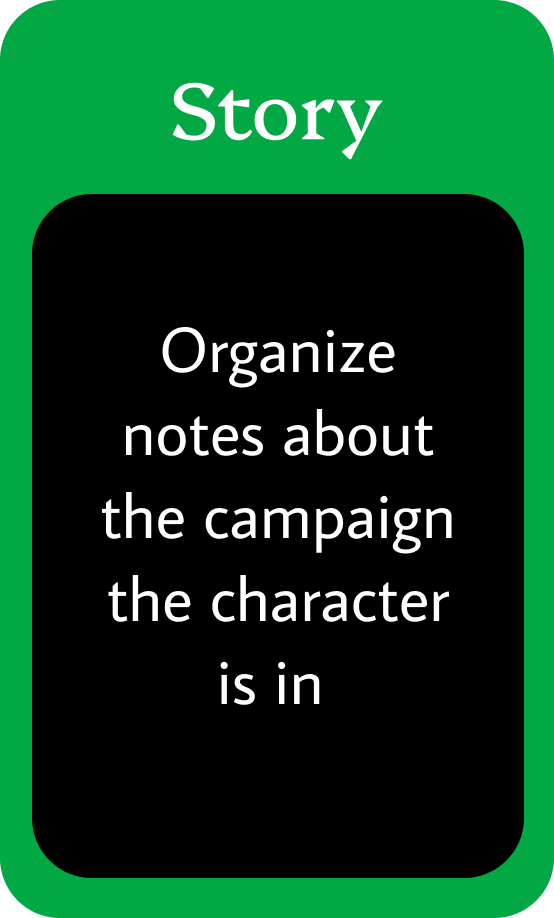 Story
Organize
notes about
the campaign
the character
is in